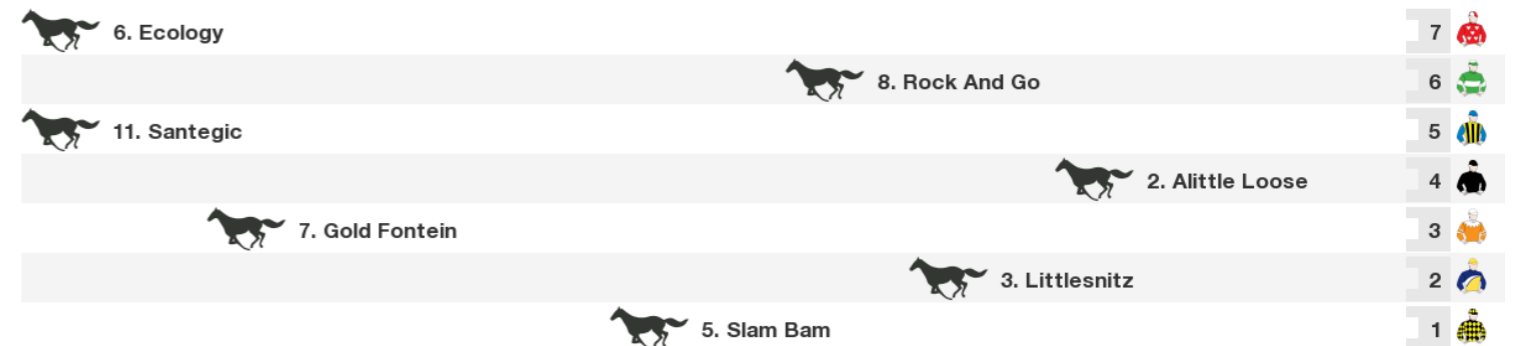 6. Ecology 7
8. Rock And Go 6
11. Santegic 5
2. Alittle Loose 4
7. Gold Fontein 3
3. Littlesnitz 2
5. Slam Bam 1